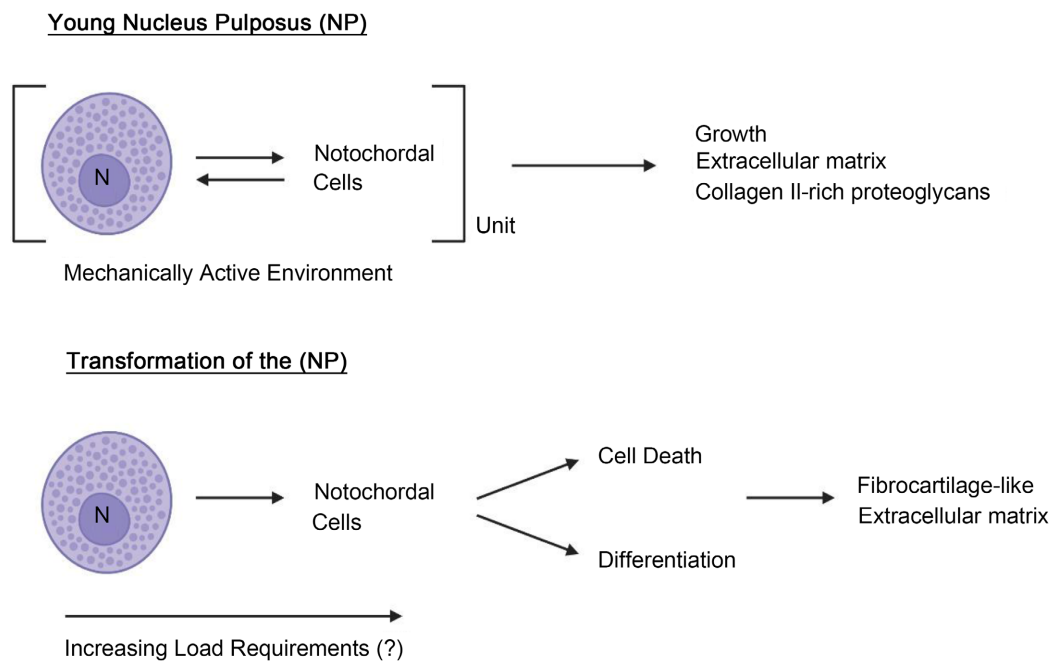 Young Nucleus Pulposus (NP)
N
Notochordal
Cells
Unit
Mechanically Active Environment
Growth
Extracellular matrix
Collagen II-rich proteoglycans
Transformation of the (NP)
N
Notochordal
Cells
Cell Death
Differentiation
Fibrocartilage-like
Extracellular matrix
Increasing Load Requirements (?)